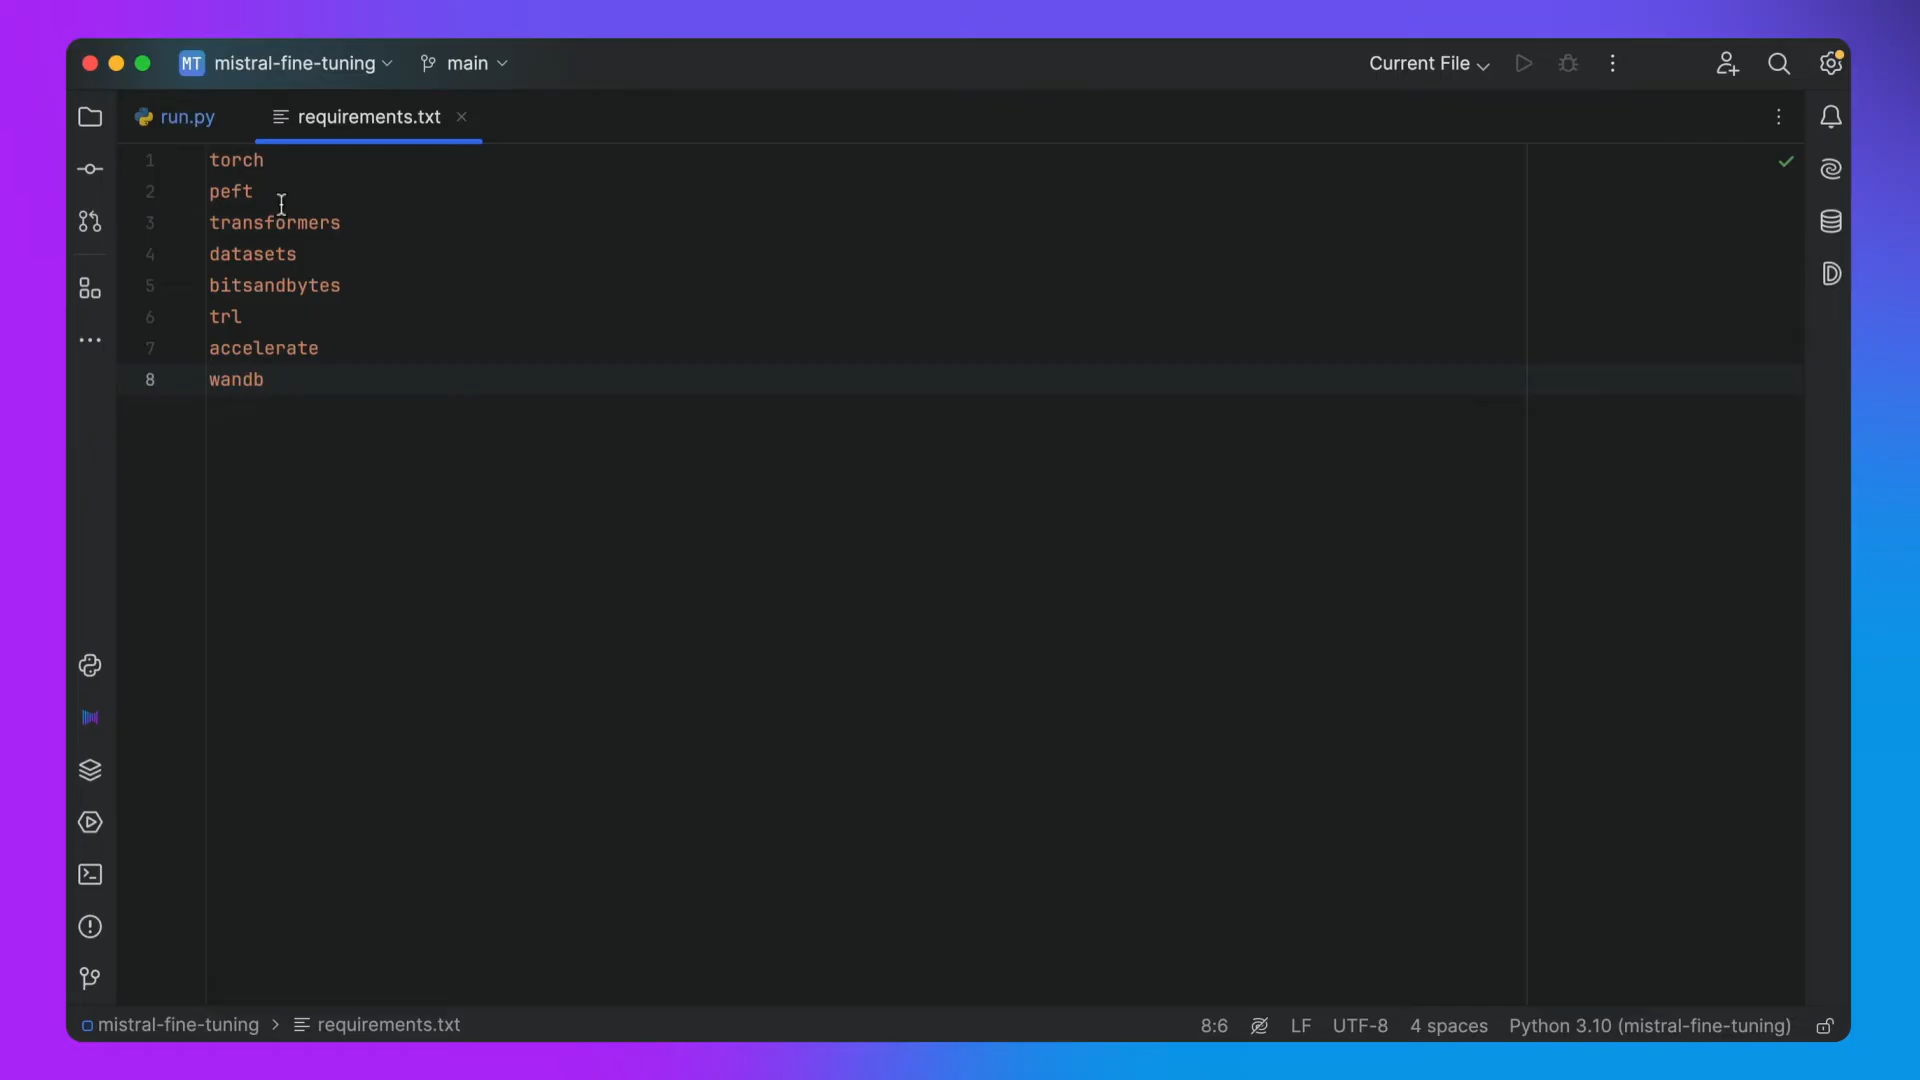 MT mistral-fine-tuning main Current File
run.py requirements.txt
1 torch
2 peft
3 transformers
4 datasets
5 bitsandbytes
6 trl
7 accelerate
8 wandb
mistral-fine-tuning > requirements.txt 8:6 LF UTF-8 4 spaces Python 3.10 (mistral-fine-tuning)